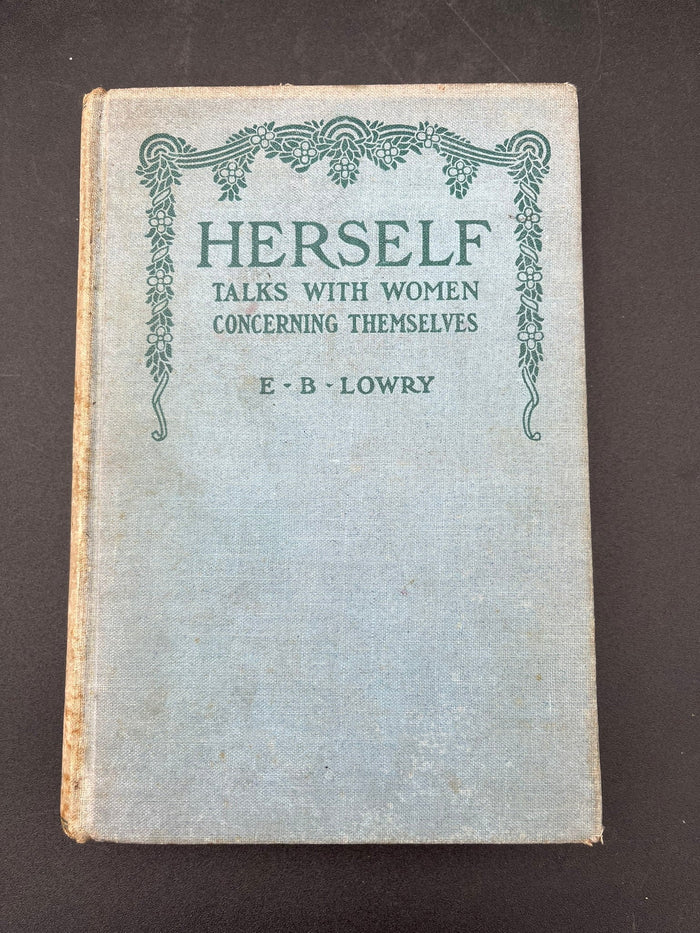 HERSELF
TALKS WITH WOMEN
CONCERNING THEMSELVES
E - B - LOWRY